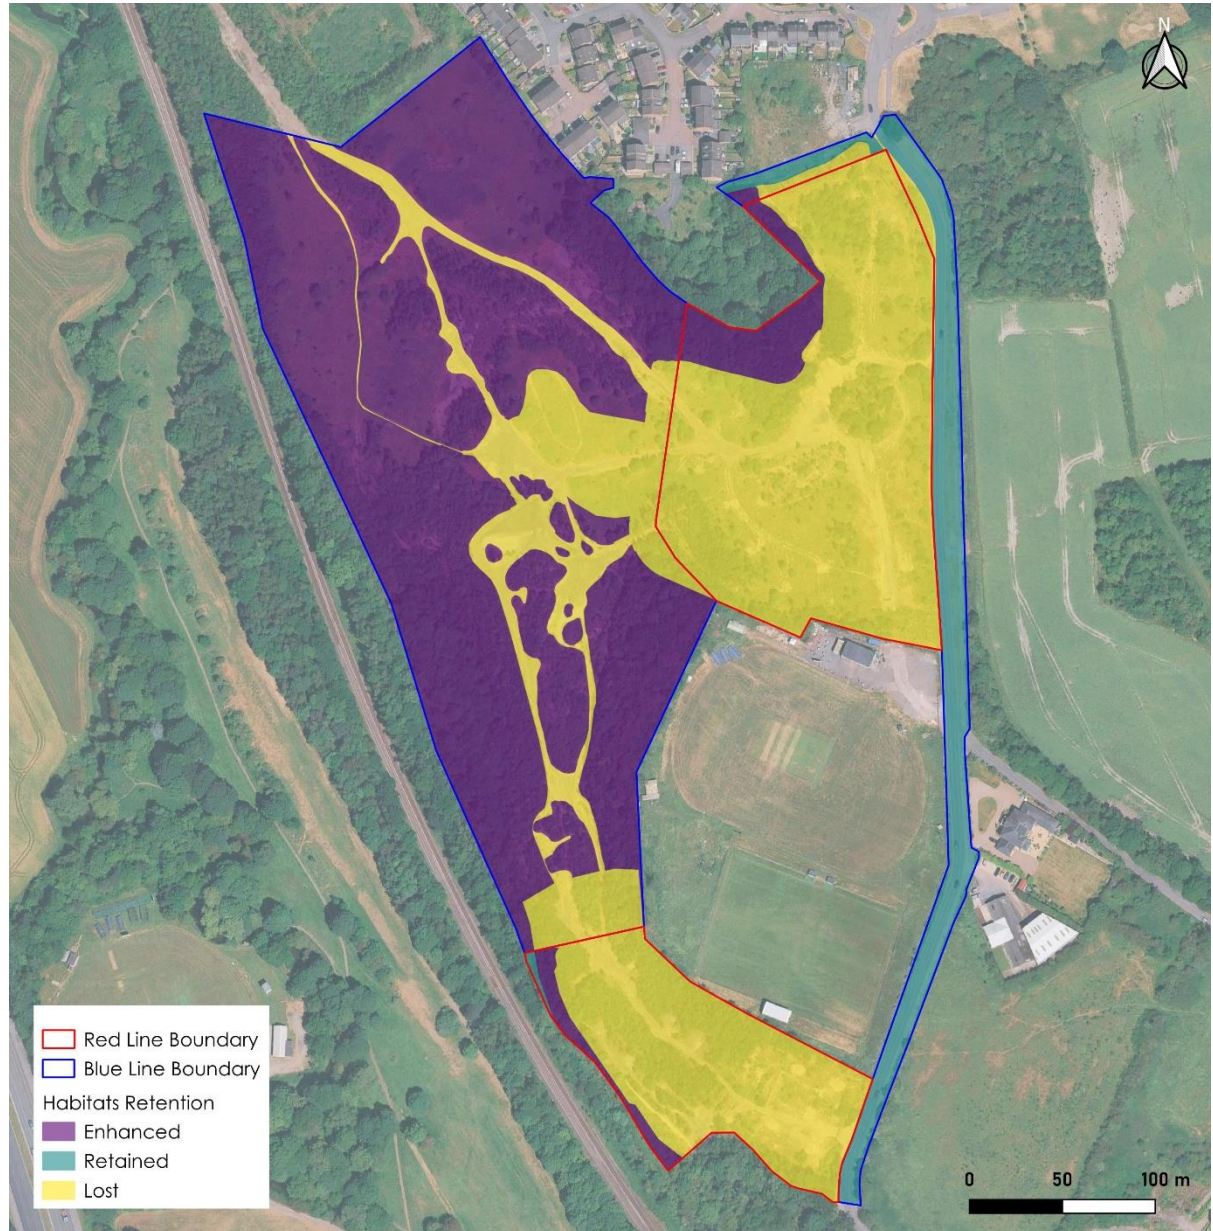 N
Red Line Boundary
Blue Line Boundary
Habitats Retention
Enhanced
Retained
Lost
0 50 100 m